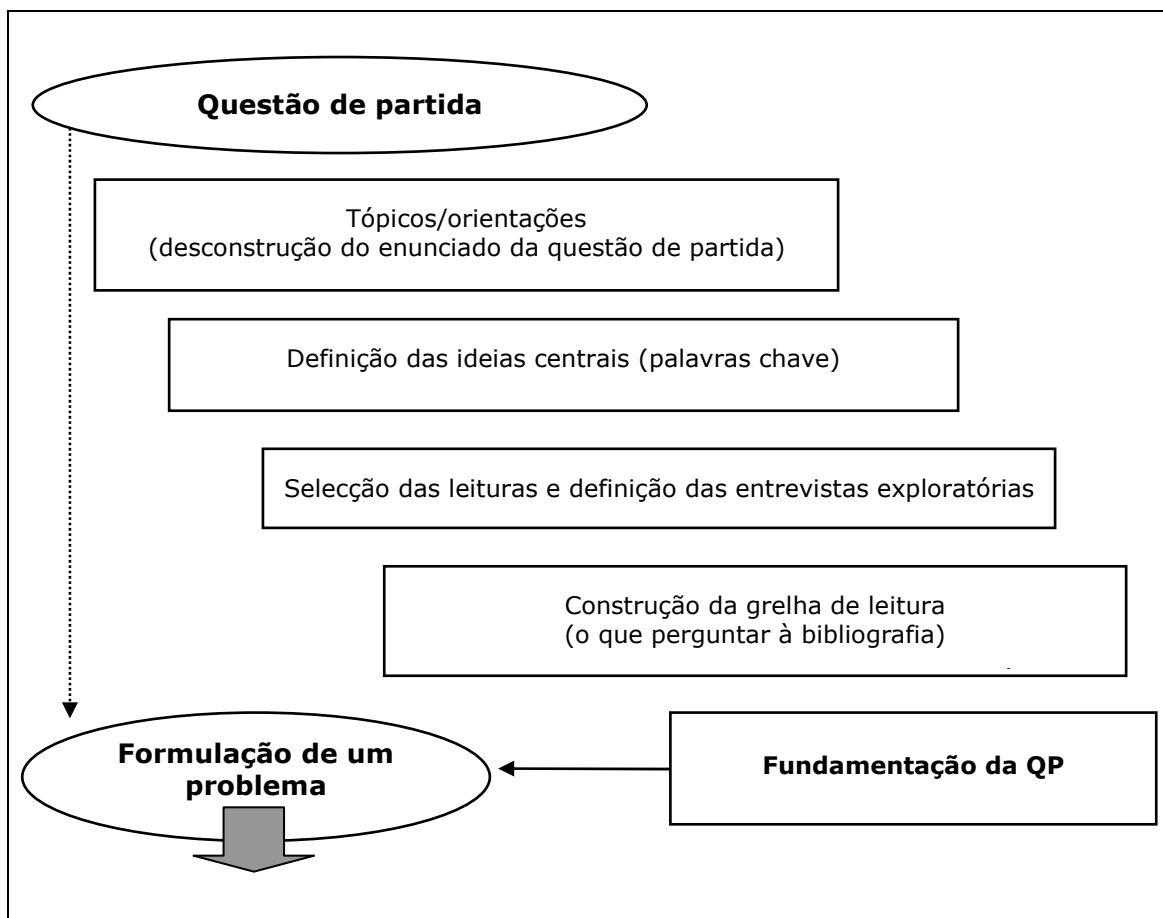 Questão de partida
Tópicos/orientações
(desconstrução do enunciado da questão de partida)
Definição das ideias centrais (palavras chave)
Selecção das leituras e definição das entrevistas exploratórias
Construção da grelha de leitura
(o que perguntar à bibliografia)
Formulação de um
problema
Fundamentação da QP